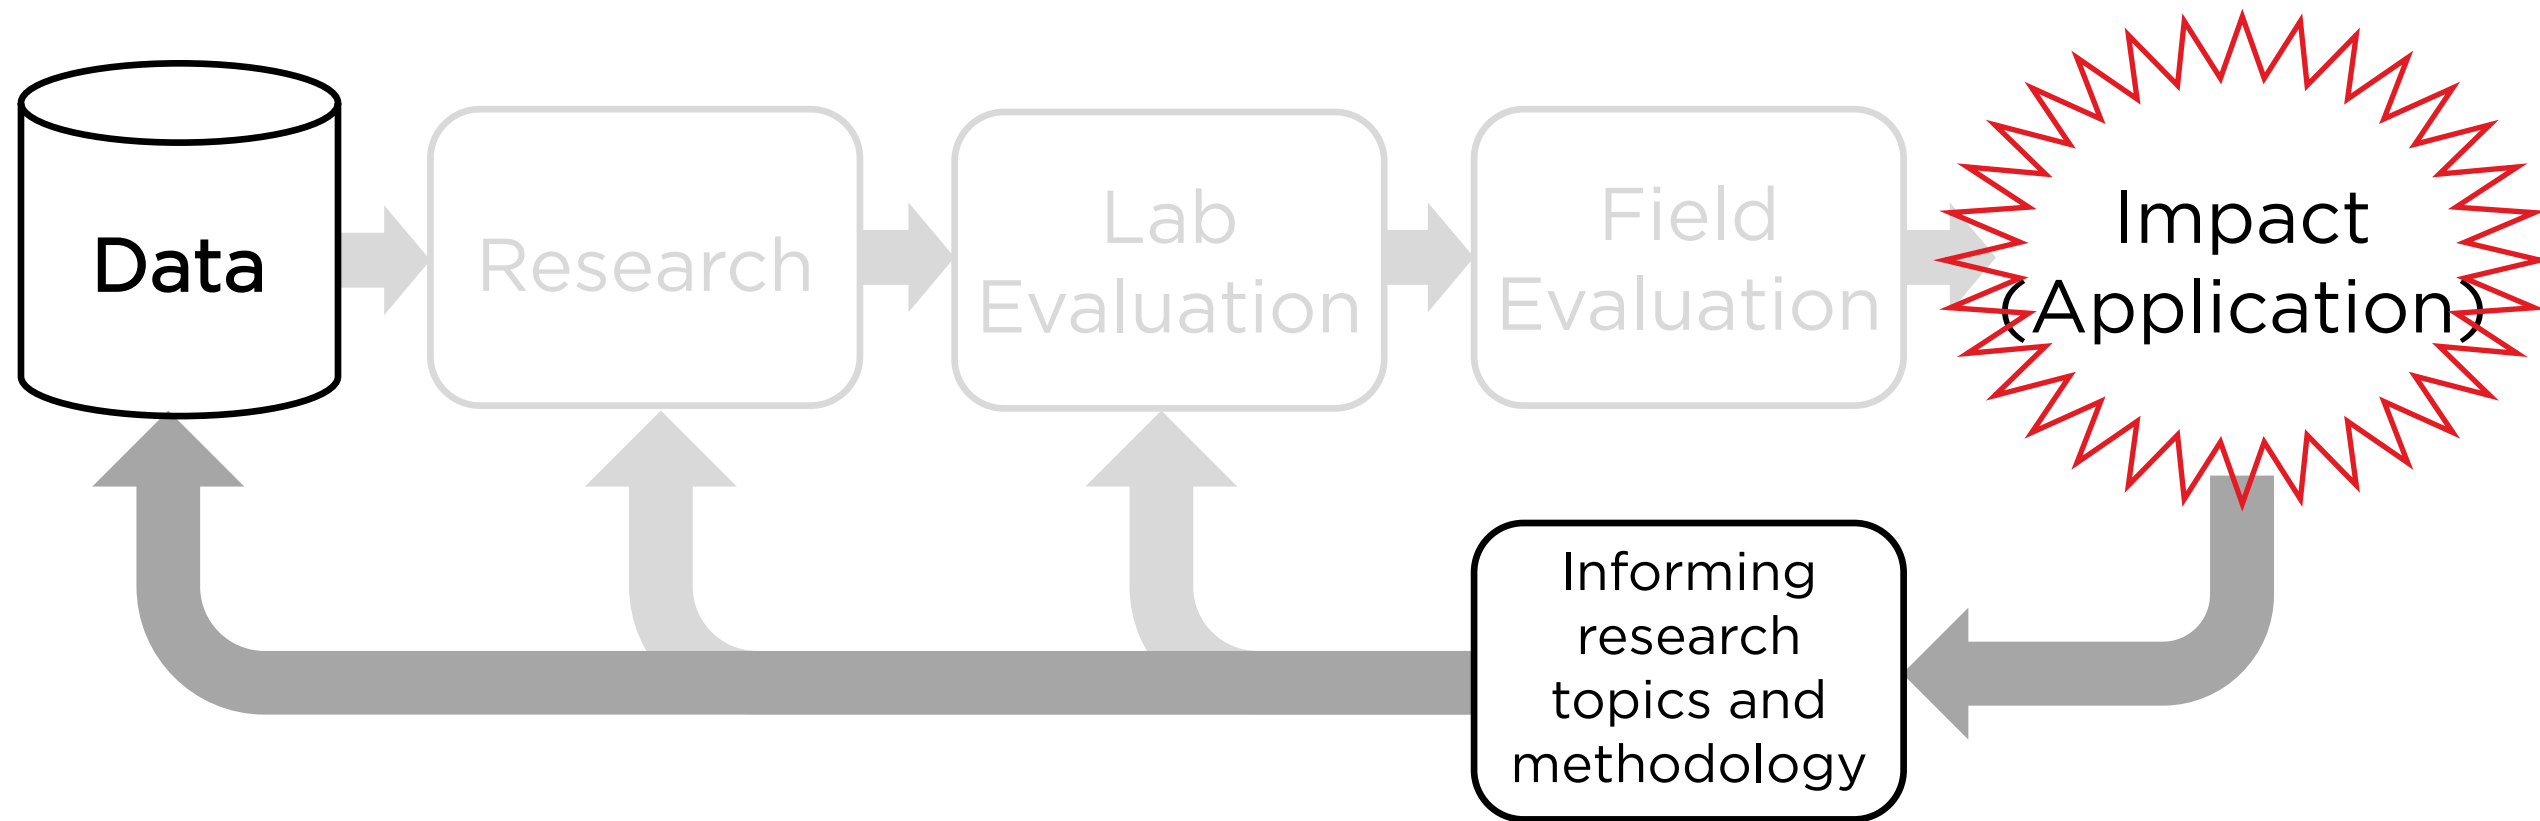 Data
Research
Lab
Evaluation
Field
Evaluation
Impact
(Application)
Informing
research
topics and
methodology